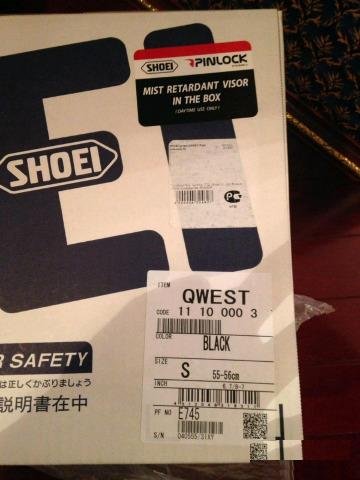 SHOEI PINLOCK
MIST RETARDANT VISOR
IN THE BOX
(DAYTIME USE ONLY)
EI
SHOEI
ITEM
QWEST
CODE 11 10 000 3
COLOR
BLACK
SIZE
S 55-56cm
INCH 6 7/8-7
PF NO E745
S/N
R SAFETY
は正しくかぶりましょう
説明書在中